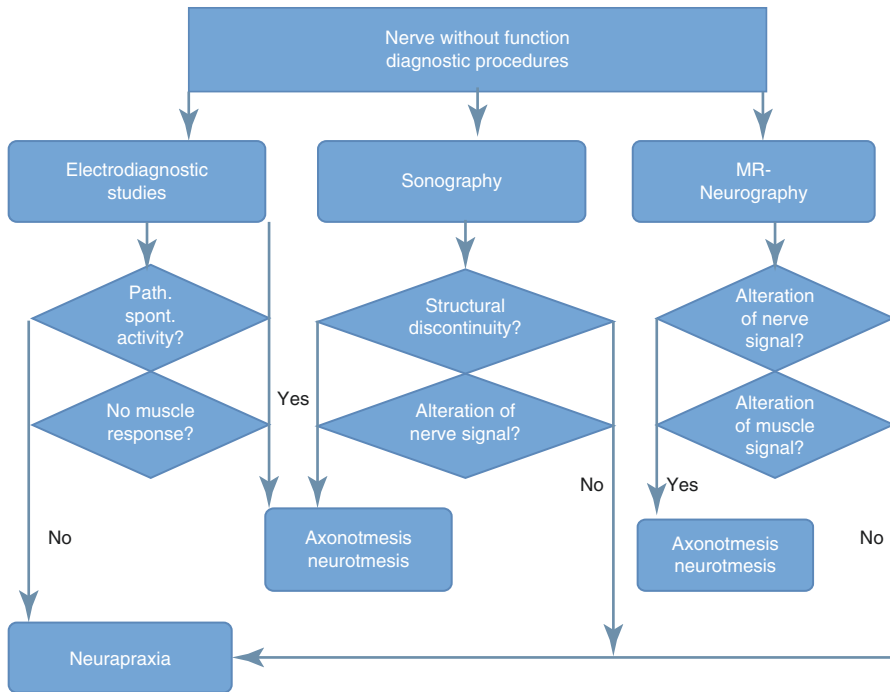 Nerve without function
diagnostic procedures
Electrodiagnostic
studies
Sonography
MR-
Neurography
Path.
spont.
activity?
Structural
discontinuity?
Alteration
of nerve
signal?
No muscle
response?
Yes
Alteration of
nerve signal?
Alteration
of muscle
signal?
No
Yes
No
Axonotmesis
neurotmesis
Axonotmesis
neurotmesis
No
Neurapraxia